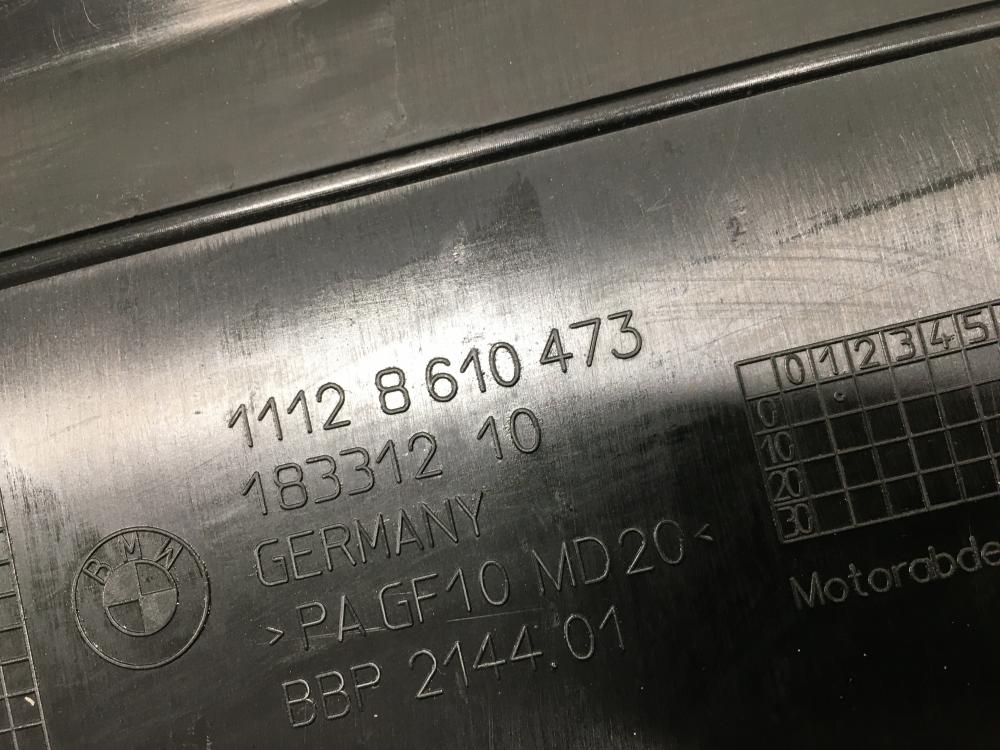 1112 8 610 473
183312 10
GERMANY
>PA GF10 MD20<
BBP 2144.01
BMW
0 1 2 3 4 5
0
10
20
30
Motorabde